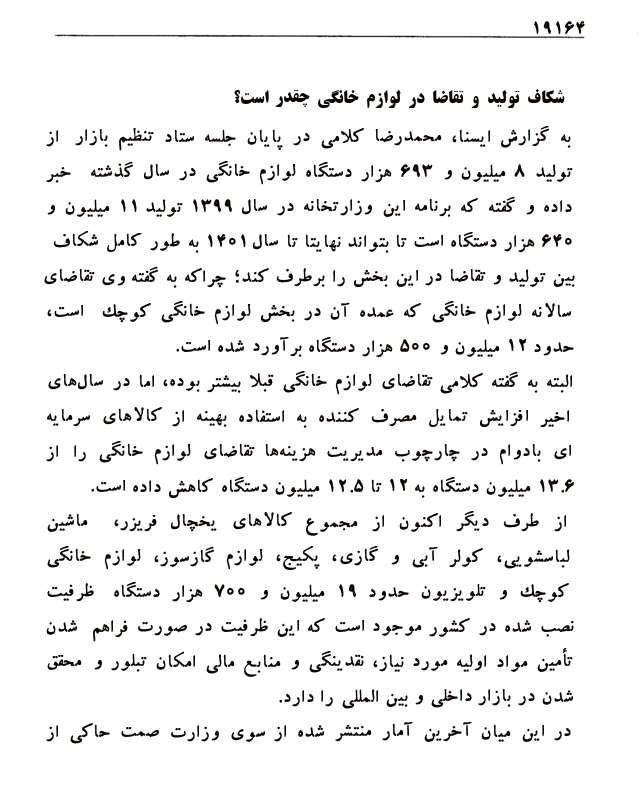 ۱۹۱۶۴
شکاف تولید و تقاضا در لوازم خانگی چقدر است؟
به گزارش ایسنا، محمدرضا کلامی در پایان جلسه ستاد تنظیم بازار از
تولید ۸ میلیون و ۶۹۳ هزار دستگاه لوازم خانگی در سال گذشته خبر
داده و گفته که برنامه این وزارتخانه در سال ۱۳۹۹ تولید ۱۱ میلیون و
۶۴۰ هزار دستگاه است تا بتواند نهایتا تا سال ۱۴۰۱ به طور کامل شکاف
بین تولید و تقاضا در این بخش را برطرف کند؛ چراکه به گفته وی تقاضای
سالانه لوازم خانگی که عمده آن در بخش لوازم خانگی کوچك است،
حدود ۱۲ میلیون و ۵۰۰ هزار دستگاه برآورد شده است.
البته به گفته کلامی تقاضای لوازم خانگی قبلا بیشتر بوده، اما در سال‌های
اخیر افزایش تمایل مصرف کننده به استفاده بهینه از کالاهای سرمایه
ای بادوام در چارچوب مدیریت هزینه‌ها تقاضای لوازم خانگی را از
۱۳.۶ میلیون دستگاه به ۱۲ تا ۱۲.۵ میلیون دستگاه کاهش داده است.
از طرف دیگر اکنون از مجموع کالاهای یخچال فریزر، ماشین
لباسشویی، کولر آبی و گازی، پکیج، لوازم گازسوز، لوازم خانگی
کوچك و تلویزیون حدود ۱۹ میلیون و ۷۰۰ هزار دستگاه ظرفیت
نصب شده در کشور موجود است که این ظرفیت در صورت فراهم شدن
تأمین مواد اولیه مورد نیاز، نقدینگی و منابع مالی امکان تبلور و محقق
شدن در بازار داخلی و بین المللی را دارد.
در این میان آخرین آمار منتشر شده از سوی وزارت صمت حاکی از